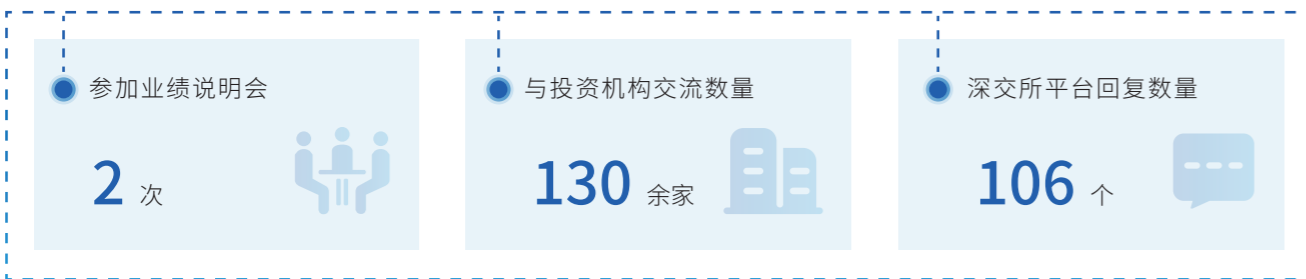 参加业绩说明会
2 次
与投资机构交流数量
130 余家
深交所平台回复数量
106 个